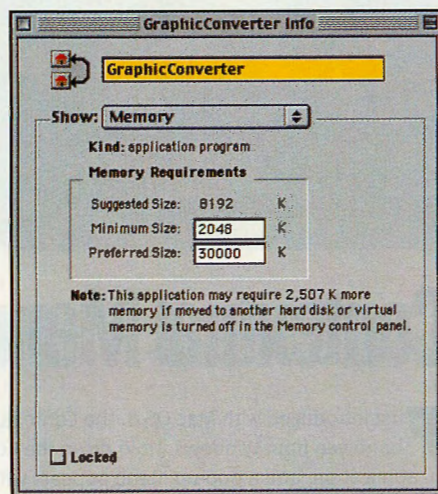 GraphicConverter Info
GraphicConverter
Show: Memory
Kind: application program
Memory Requirements
Suggested Size: 8192 K
Minimum Size: 2048 K
Preferred Size: 30000 K
Note: This application may require 2,507 K more
memory if moved to another hard disk or virtual
memory is turned off in the Memory control panel.
Locked